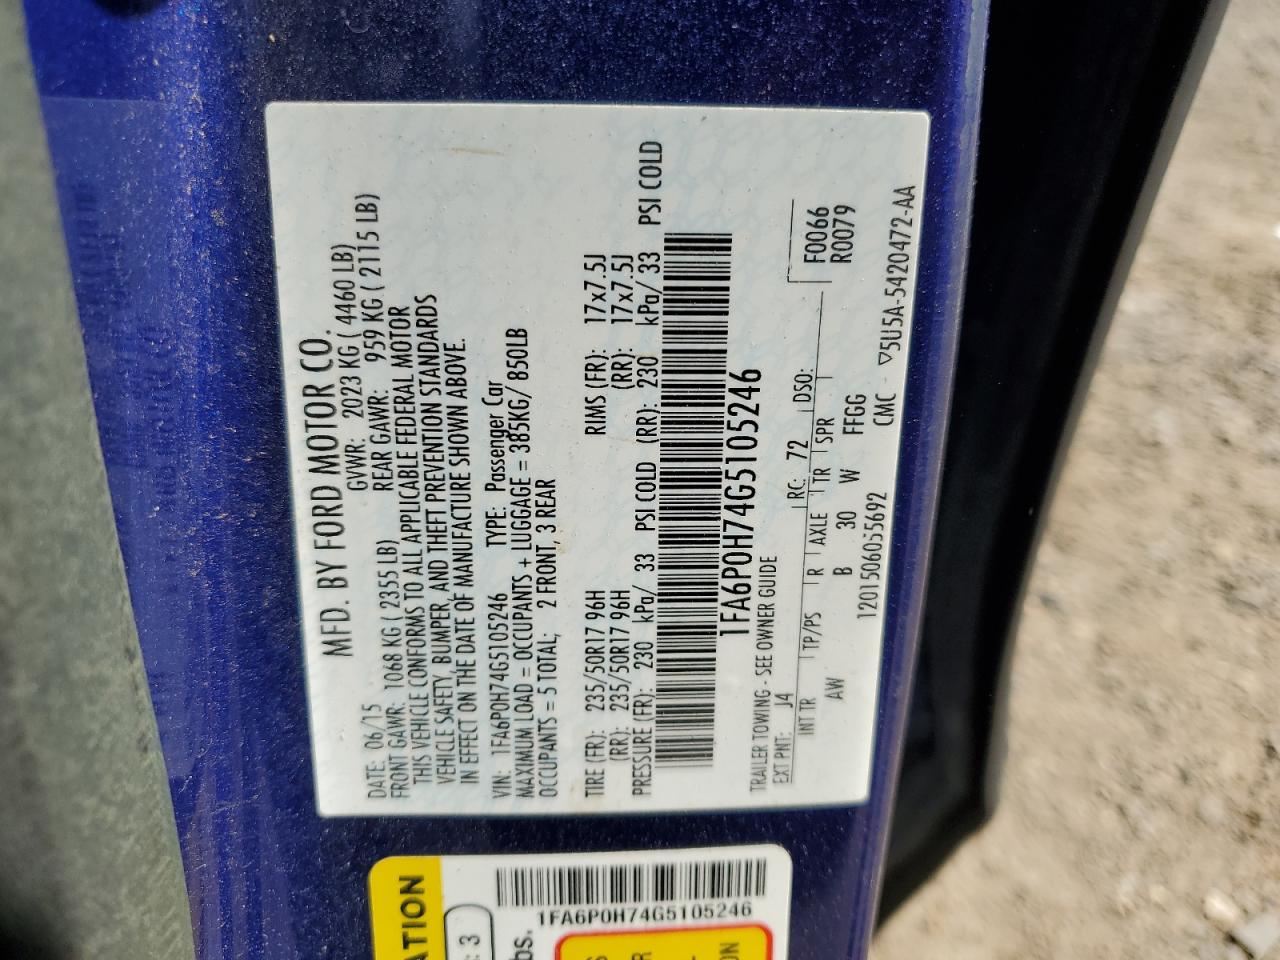 MFD. BY FORD MOTOR CO.
DATE: 06/15 GVWR: 2023 KG ( 4460 LB)
FRONT GAWR: 1068 KG ( 2355 LB) REAR GAWR: 959 KG ( 2115 LB)
THIS VEHICLE CONFORMS TO ALL APPLICABLE FEDERAL MOTOR
VEHICLE SAFETY, BUMPER, AND THEFT PREVENTION STANDARDS
IN EFFECT ON THE DATE OF MANUFACTURE SHOWN ABOVE.
VIN: 1FA6P0H74G5105246 TYPE: Passenger Car
MAXIMUM LOAD = OCCUPANTS + LUGGAGE = 385KG/ 850LB
OCCUPANTS = 5 TOTAL; 2 FRONT, 3 REAR
TIRE (FR): 235/50R17 96H RIMS (FR): 17x7.5J
(RR): 235/50R17 96H (RR): 17x7.5J
PRESSURE (FR): 230 kPa/ 33 PSI COLD (RR): 230 kPa/ 33 PSI COLD
1FA6P0H74G5105246
TRAILER TOWING - SEE OWNER GUIDE
EXT PNT: J4 RC: 72 DSO:
INT TR TP/PS R AXLE TR SPR F0066
AW B 30 W FFGG R0079
1201506055692 CMC - ▽5U5A-5420472-AA
ATION
: 3
1FA6P0H74G5105246
bs.